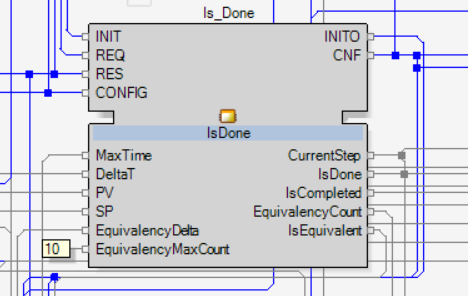 Is_Done
INIT INITO
REQ CNF
RES
CONFIG
IsDone
MaxTime CurrentStep
DeltaT IsDone
PV IsCompleted
SP EquivalencyCount
EquivalencyDelta IsEquivalent
10 EquivalencyMaxCount